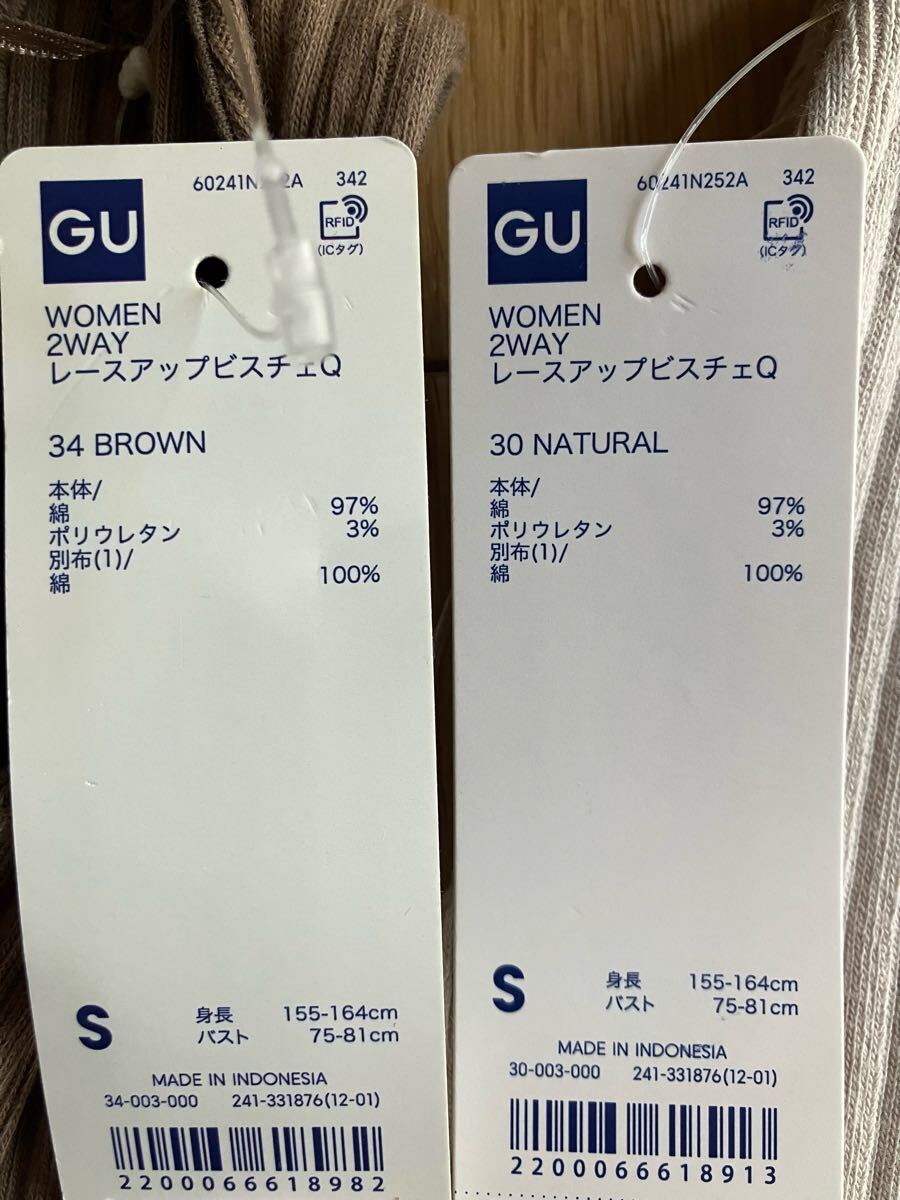 342
GU
RFID
(ICタグ)
WOMEN
2WAY
レースアップビスチェQ
34 BROWN
本体/
綿 97%
ポリウレタン 3%
別布(1)/
綿 100%
S
身長 155-164cm
バスト 75-81cm
MADE IN INDONESIA
34-003-000 241-331876(12-01)
2200066618982
60241N252A 342
GU
RFID
(ICタグ)
WOMEN
2WAY
レースアップビスチェQ
30 NATURAL
本体/
綿 97%
ポリウレタン 3%
別布(1)/
綿 100%
S
身長 155-164cm
バスト 75-81cm
MADE IN INDONESIA
30-003-000 241-331876(12-01)
2200066618913